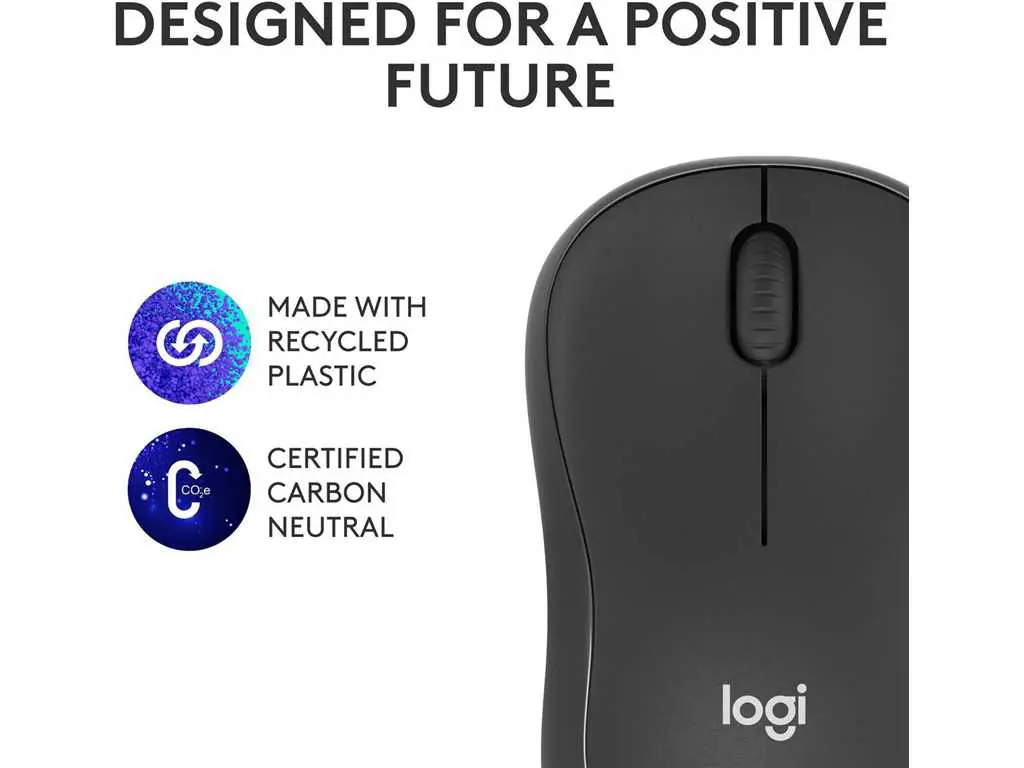 DESIGNED FOR A POSITIVE
FUTURE
MADE WITH
RECYCLED
PLASTIC
CERTIFIED
CARBON
NEUTRAL
CO₂e
logi